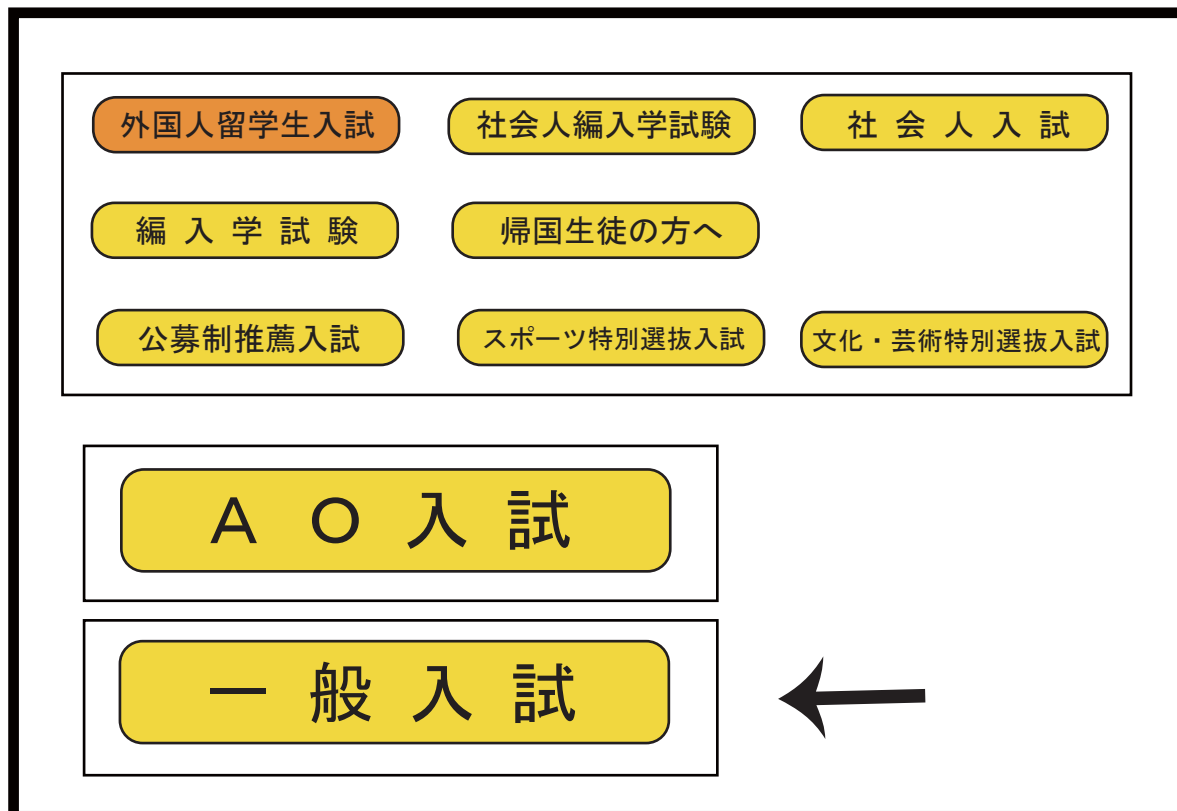 外国人留学生入試
社会人編入学試験
社会人入試
編入学試験
帰国生徒の方へ
公募制推薦入試
スポーツ特別選抜入試
文化・芸術特別選抜入試
ＡＯ入試
一般入試